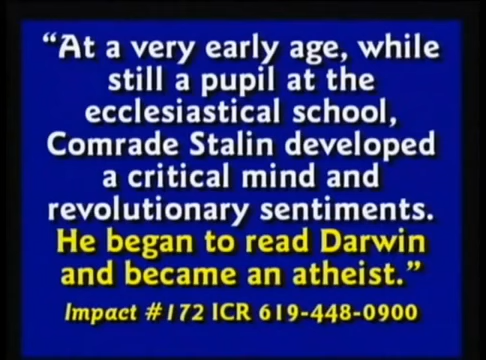 “At a very early age, while
still a pupil at the
ecclesiastical school,
Comrade Stalin developed
a critical mind and
revolutionary sentiments.
He began to read Darwin
and became an atheist.”
Impact #172 ICR 619-448-0900